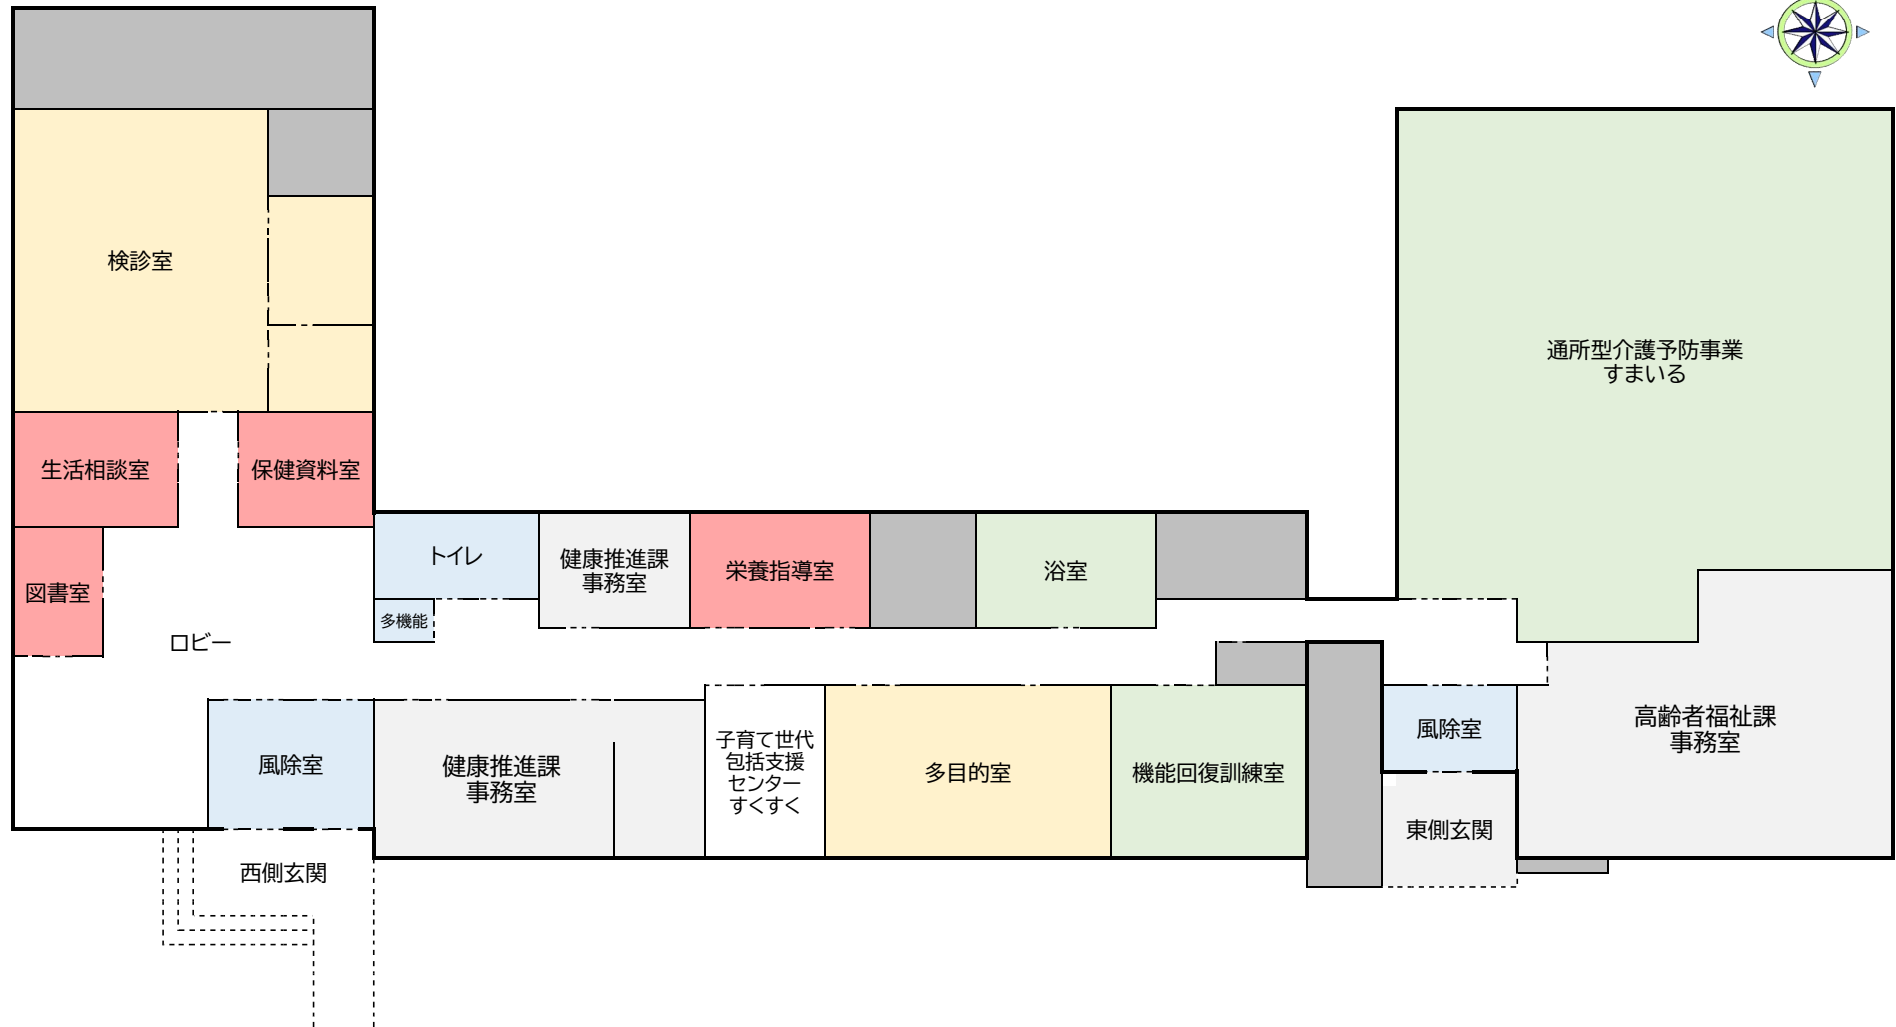 検診室
通所型介護予防事業
すまいる
生活相談室
保健資料室
トイレ
健康推進課
事務室
栄養指導室
浴室
図書室
多機能
ロビー
風除室
健康推進課
事務室
子育て世代
包括支援
センター
すくすく
多目的室
機能回復訓練室
風除室
高齢者福祉課
事務室
東側玄関
西側玄関